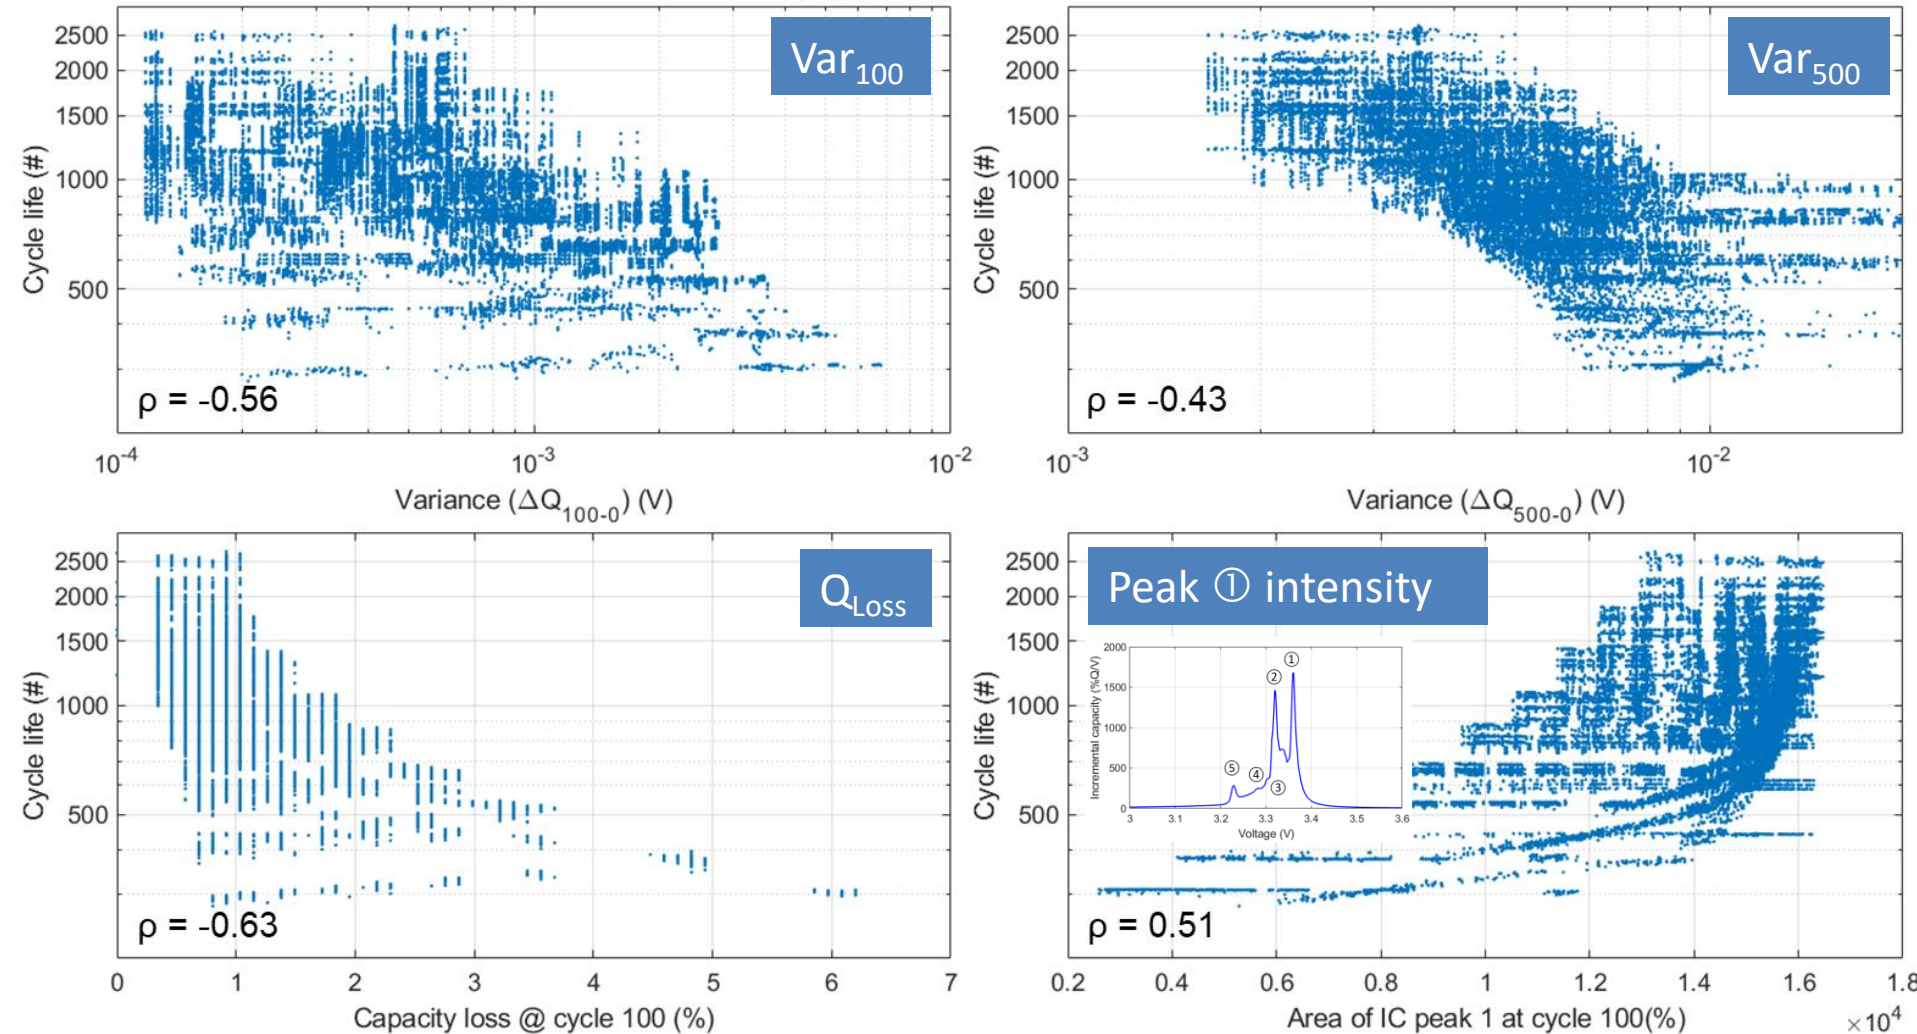 2500
2000
1500
1000
500
Cycle life (#)
Var100
ρ = -0.56
10-4
10-3
10-2
Variance (ΔQ100-0) (V)
2500
2000
1500
1000
500
Cycle life (#)
Var500
ρ = -0.43
10-3
10-2
Variance (ΔQ500-0) (V)
2500
2000
1500
1000
500
Cycle life (#)
QLoss
ρ = -0.63
0 1 2 3 4 5 6 7
Capacity loss @ cycle 100 (%)
2500
2000
1500
1000
500
Cycle life (#)
Peak ① intensity
2000
1500
1000
500
0
Incremental capacity (%Q/V)
①
②
⑤
④
③
3 3.1 3.2 3.3 3.4 3.5 3.6
Voltage (V)
ρ = 0.51
0.2 0.4 0.6 0.8 1 1.2 1.4 1.6 1.8
Area of IC peak 1 at cycle 100(%)
×104